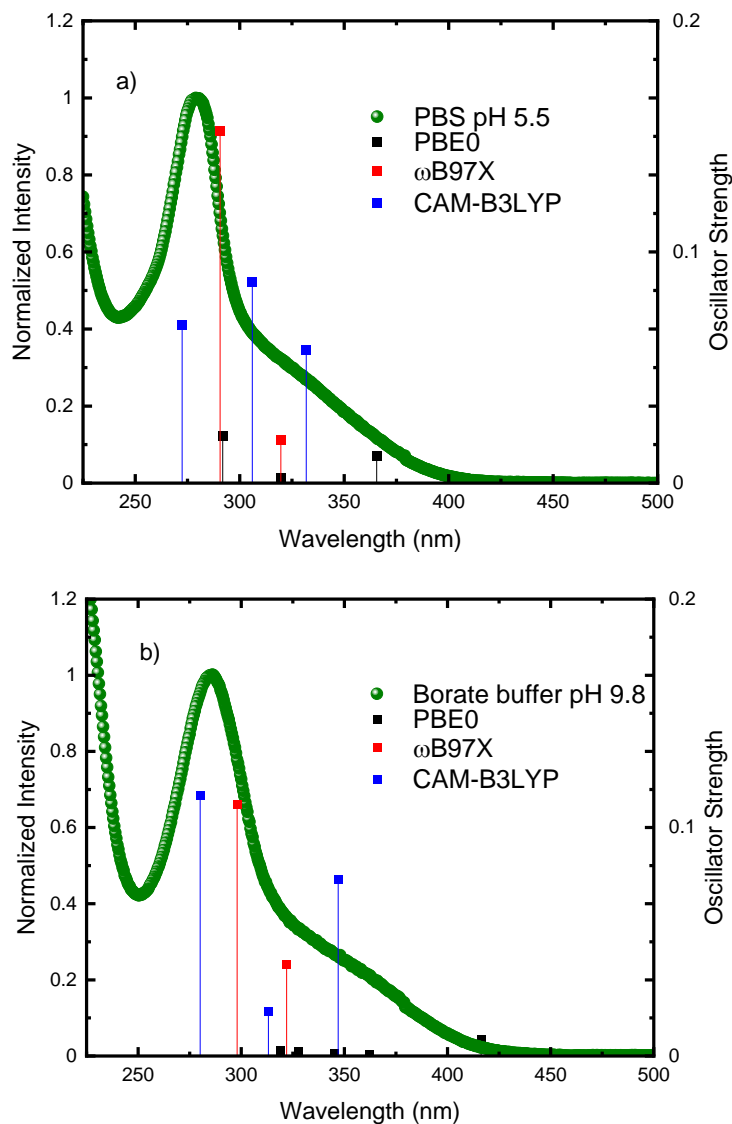 1.2
0.2
a)
1
PBS pH 5.5
PBE0
ωB97X
CAM-B3LYP
0.8
0.6
0.1
0.4
0.2
0
0
250
300
350
400
450
500
Normalized Intensity
Oscillator Strength
Wavelength (nm)
1.2
0.2
b)
1
Borate buffer pH 9.8
PBE0
ωB97X
CAM-B3LYP
0.8
0.6
0.1
0.4
0.2
0
0
250
300
350
400
450
500
Normalized Intensity
Oscillator Strength
Wavelength (nm)